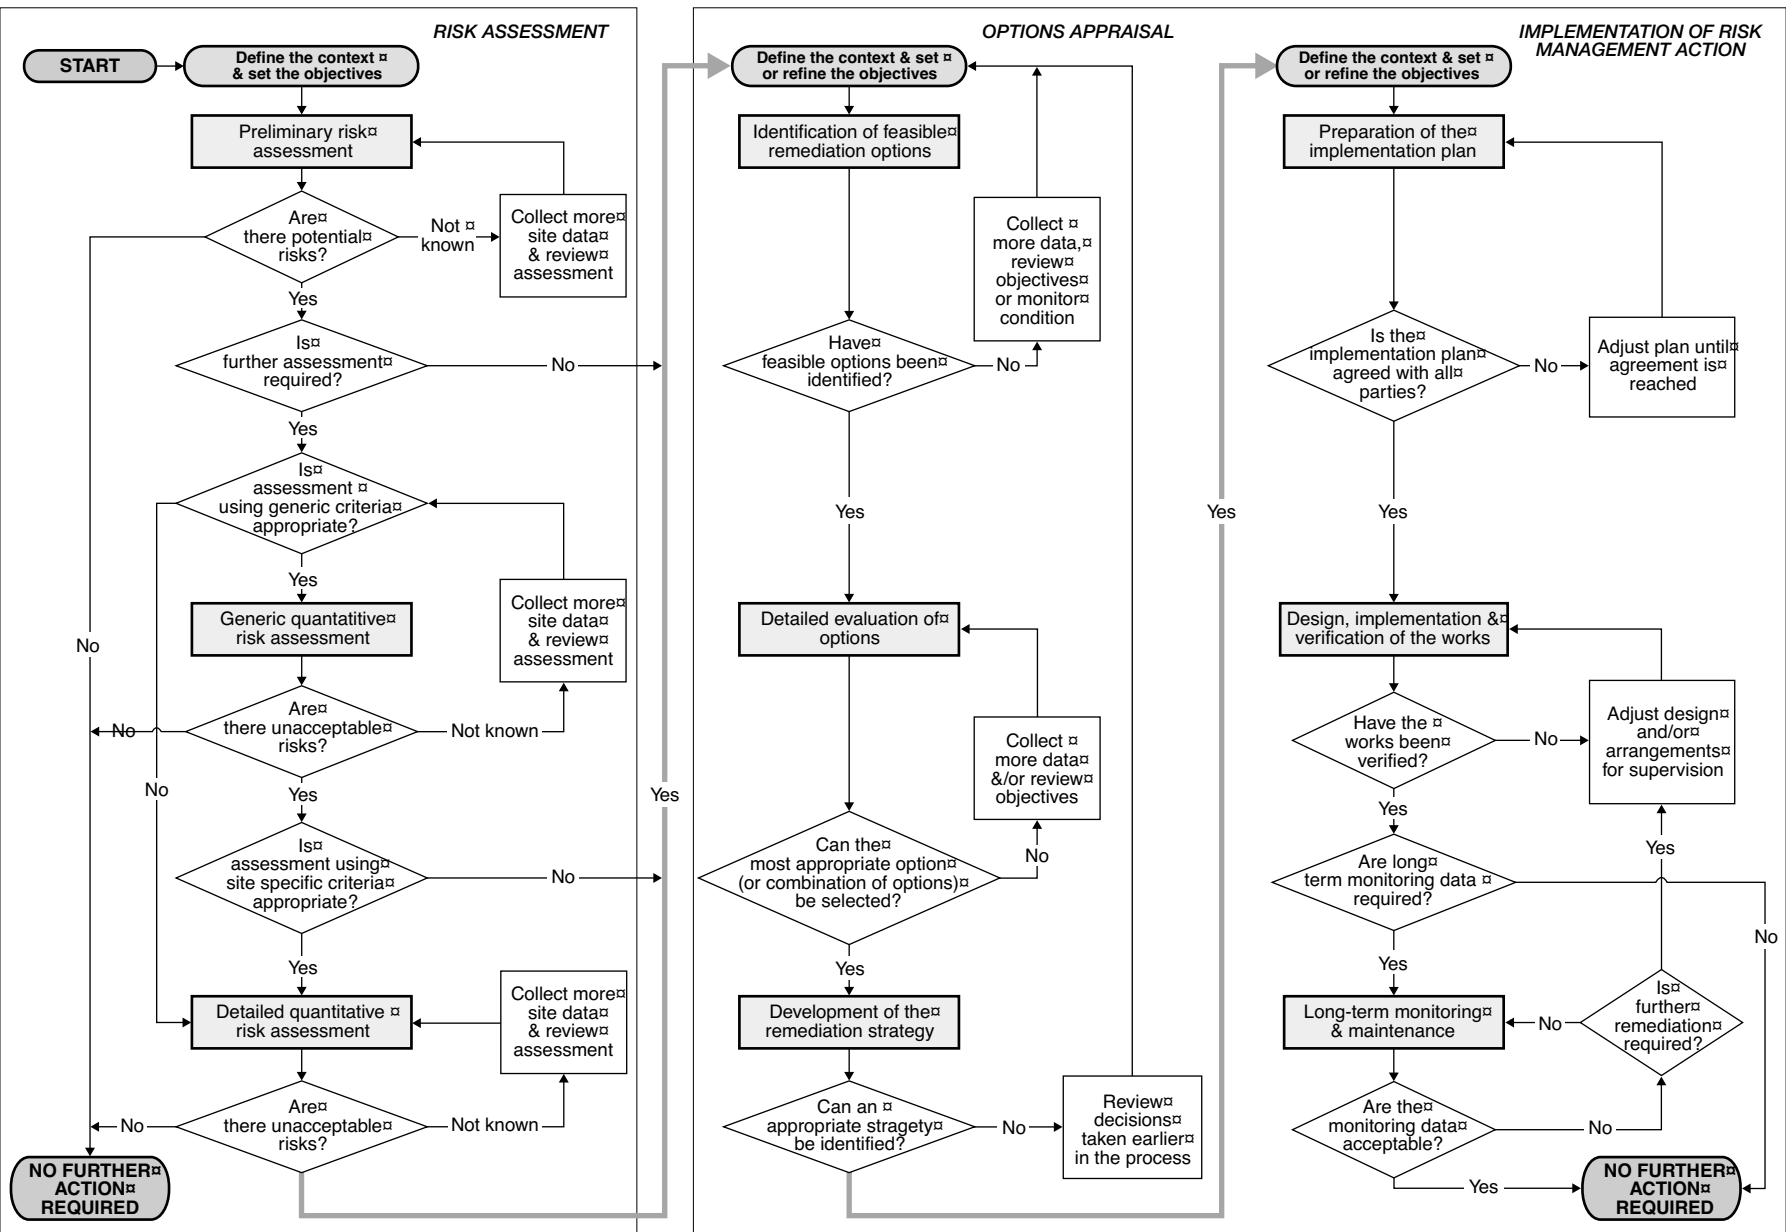 RISK ASSESSMENT
START
Define the context ¤
& set the objectives
Preliminary risk¤
assessment
Are¤
there potential¤
risks?
Not ¤
known
Collect more¤
site data¤
& review¤
assessment
Yes
Is¤
further assessment¤
required?
No
Yes
Is¤
assessment ¤
using generic criteria¤
appropriate?
Yes
Generic quantatitive¤
risk assessment
Collect more¤
site data¤
& review¤
assessment
No
Are¤
there unacceptable¤
risks?
No
Not known
No
Yes
Yes
Is¤
assessment using¤
site specific criteria¤
appropriate?
No
Yes
Detailed quantitative ¤
risk assessment
Collect more¤
site data¤
& review¤
assessment
Are¤
there unacceptable¤
risks?
No
Not known
NO FURTHER¤
ACTION¤
REQUIRED
OPTIONS APPRAISAL
Define the context & set ¤
or refine the objectives
Identification of feasible¤
remediation options
Collect ¤
more data,¤
review¤
objectives¤
or monitor¤
condition
Have¤
feasible options been¤
identified?
No
Yes
Yes
Detailed evaluation of¤
options
Collect ¤
more data¤
&/or review¤
objectives
Can the¤
most appropriate option¤
(or combination of options)¤
be selected?
No
Yes
Development of the¤
remediation strategy
Can an ¤
appropriate stragety¤
be identified?
No
Review¤
decisions¤
taken earlier¤
in the process
IMPLEMENTATION OF RISK
MANAGEMENT ACTION
Define the context & set ¤
or refine the objectives
Preparation of the¤
implementation plan
Is the¤
implementation plan¤
agreed with all¤
parties?
No
Adjust plan until¤
agreement is¤
reached
Yes
Design, implementation &¤
verification of the works
Have the ¤
works been¤
verified?
No
Adjust design¤
and/or¤
arrangements¤
for supervision
Yes
Are long¤
term monitoring data ¤
required?
Yes
No
Yes
Long-term monitoring¤
& maintenance
No
Is¤
further¤
remediation¤
required?
Are the¤
monitoring data¤
acceptable?
No
Yes
NO FURTHER¤
ACTION¤
REQUIRED